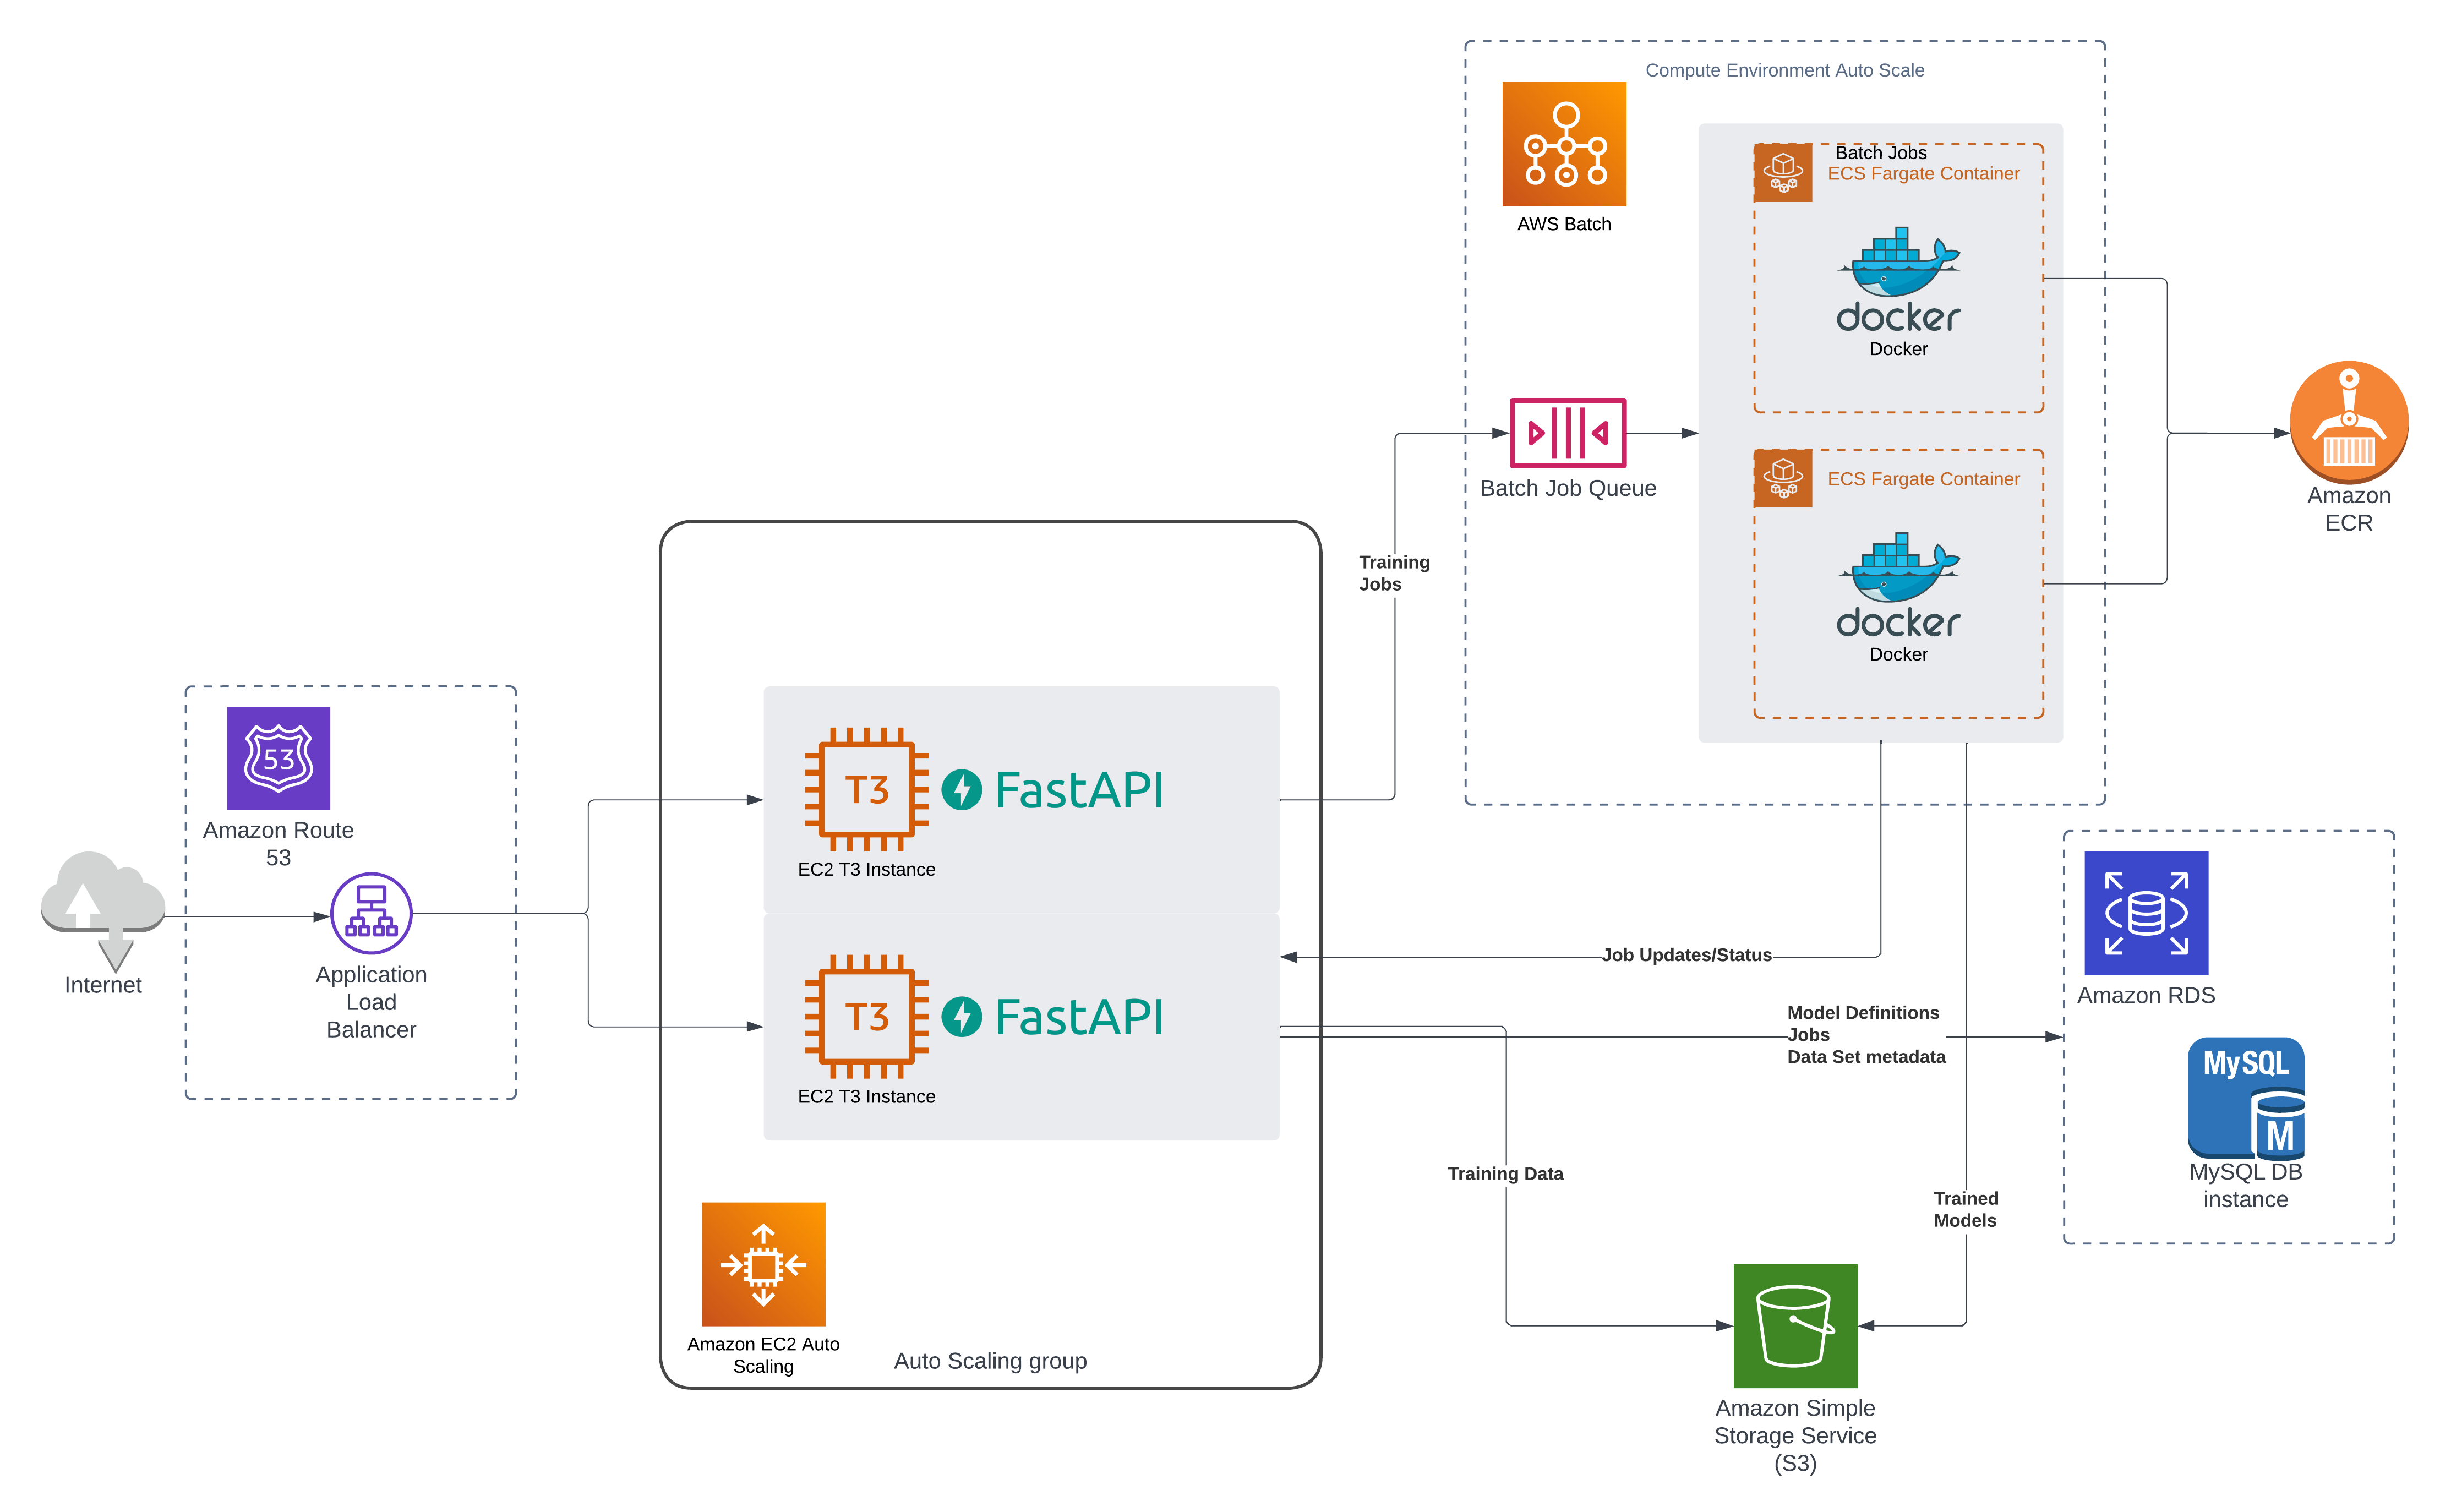 Compute Environment Auto Scale
AWS Batch
Batch Jobs
ECS Fargate Container
docker
Docker
Batch Job Queue
ECS Fargate Container
docker
Docker
Amazon
ECR
Training
Jobs
53
Amazon Route
53
Internet
Application
Load
Balancer
T3
FastAPI
EC2 T3 Instance
T3
FastAPI
EC2 T3 Instance
Amazon EC2 Auto
Scaling
Auto Scaling group
Job Updates/Status
Model Definitions
Jobs
Data Set metadata
Amazon RDS
MySQL
M
MySQL DB
instance
Training Data
Trained
Models
Amazon Simple
Storage Service
(S3)